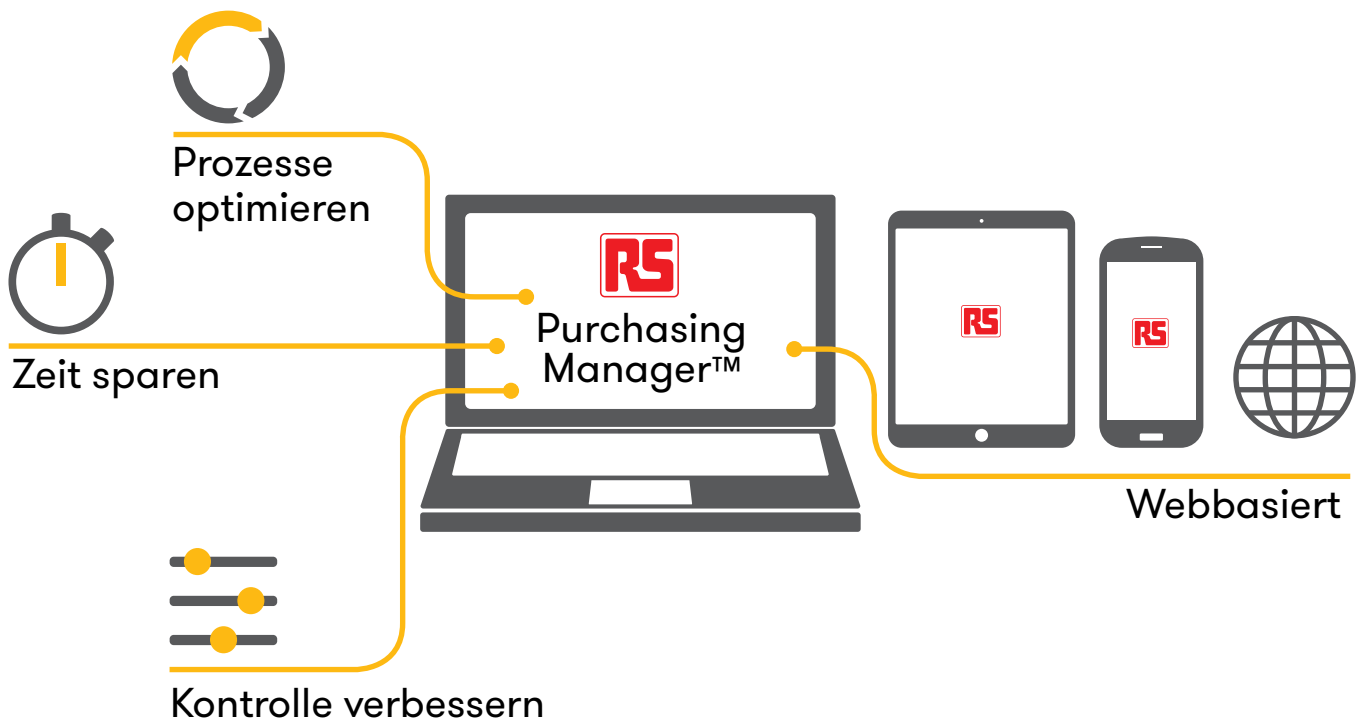 Prozesse
optimieren
Zeit sparen
Kontrolle verbessern
RS
Purchasing
Manager™
RS
RS
Webbasiert